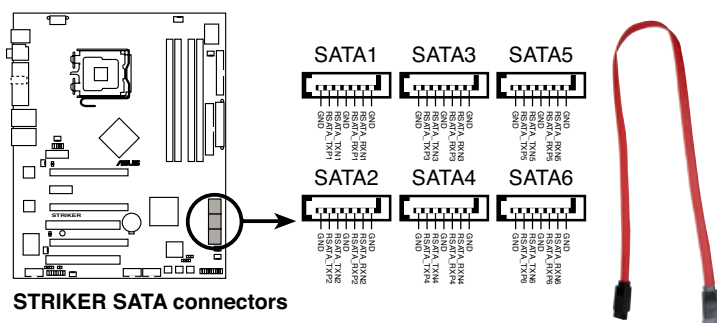 SATA1 SATA3 SATA5
GND RSATA_TXP1 RSATA_TXN1 GND RSATA_RXP1 RSATA_RXN1 GND
GND RSATA_TXP3 RSATA_TXN3 GND RSATA_RXP3 RSATA_RXN3 GND
GND RSATA_TXP5 RSATA_TXN5 GND RSATA_RXP5 RSATA_RXN5 GND
SATA2 SATA4 SATA6
GND RSATA_TXP2 RSATA_TXN2 GND RSATA_RXP2 RSATA_RXN2 GND
GND RSATA_TXP4 RSATA_TXN4 GND RSATA_RXP4 RSATA_RXN4 GND
GND RSATA_TXP6 RSATA_TXN6 GND RSATA_RXP6 RSATA_RXN6 GND
ASUS
STRIKER
STRIKER SATA connectors